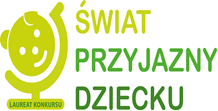 ŚWIAT
PRZYJAZNY
DZIECKU
LAUREAT KONKURSU